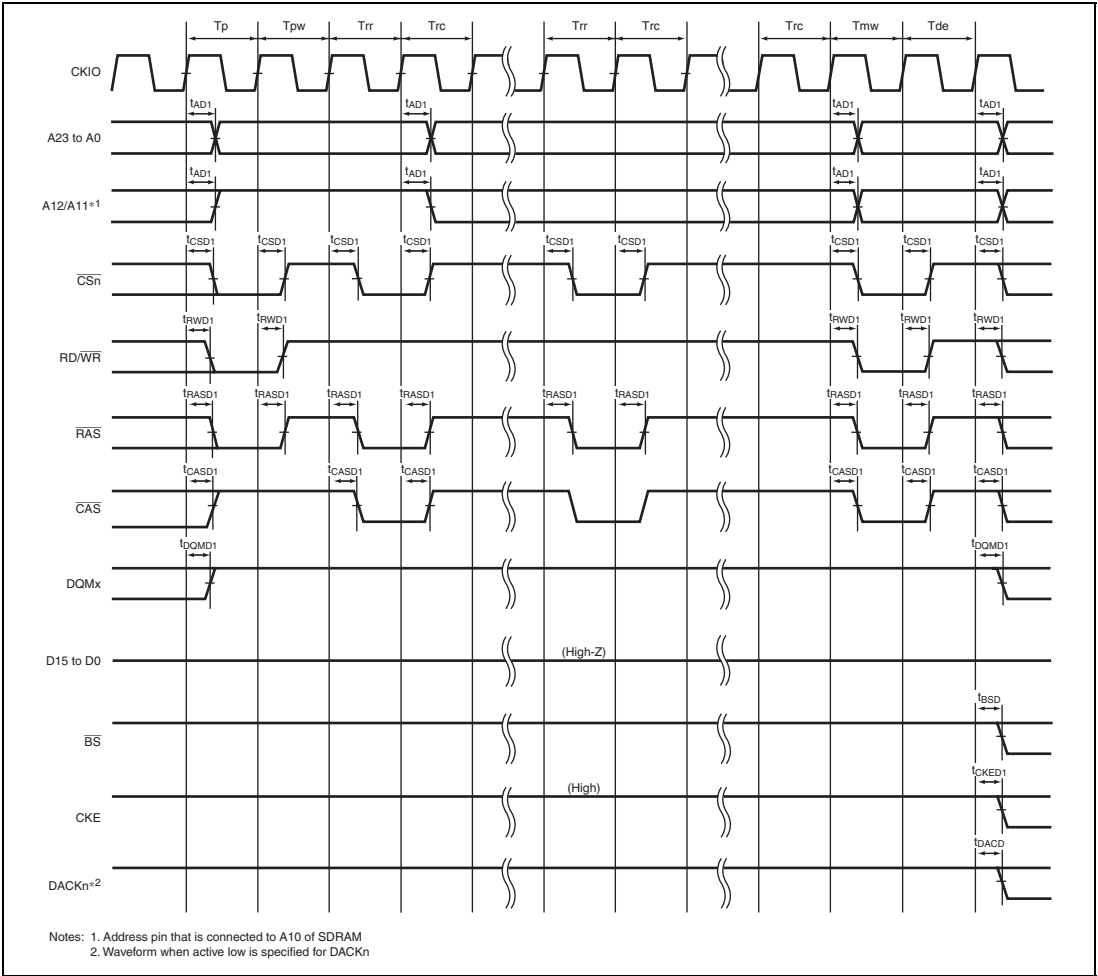 Tp Tpw Trr Trc Trr Trc Trc Tmw Tde
CKIO
tAD1 tAD1 tAD1 tAD1
A23 to A0
tAD1 tAD1 tAD1 tAD1
A12/A11*1
tCSD1 tCSD1 tCSD1 tCSD1 tCSD1 tCSD1 tCSD1 tCSD1 tCSD1
CSn
tRWD1 tRWD1 tRWD1 tRWD1 tRWD1
RD/WR
tRASD1 tRASD1 tRASD1 tRASD1 tRASD1 tRASD1 tRASD1 tRASD1 tRASD1
RAS
tCASD1 tCASD1 tCASD1 tCASD1 tCASD1 tCASD1
CAS
tDQMD1 tDQMD1
DQMx
(High-Z)
D15 to D0
tBSD
BS
tCKED1
(High)
CKE
tDACD
DACKn*2
Notes: 1. Address pin that is connected to A10 of SDRAM
2. Waveform when active low is specified for DACKn